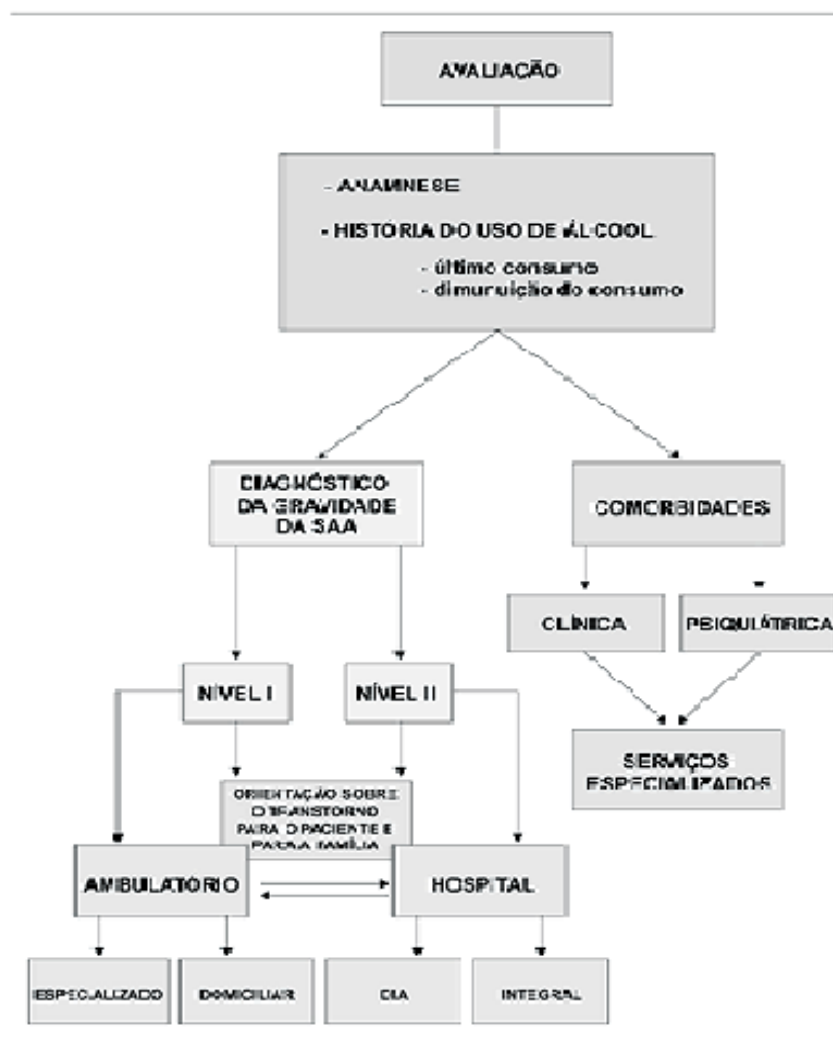 AVALIAÇÃO
- ANAMNESE
- HISTÓRIA DO USO DE ÁLCOOL
- último consumo
- dimunuição do consumo
DIAGNÓSTICO
DA GRAVIDADE
DA SAA
COMORBIDADES
CLÍNICA
PSIQUIÁTRICA
NÍVEL I
NÍVEL II
SERVIÇOS
ESPECIALIZADOS
ORIENTAÇÃO SOBRE
O TRANSTORNO
PARA O PACIENTE E
PARA A FAMÍLIA
AMBULATÓRIO
HOSPITAL
ESPECIALIZADO
DOMICILIAR
DIA
INTEGRAL